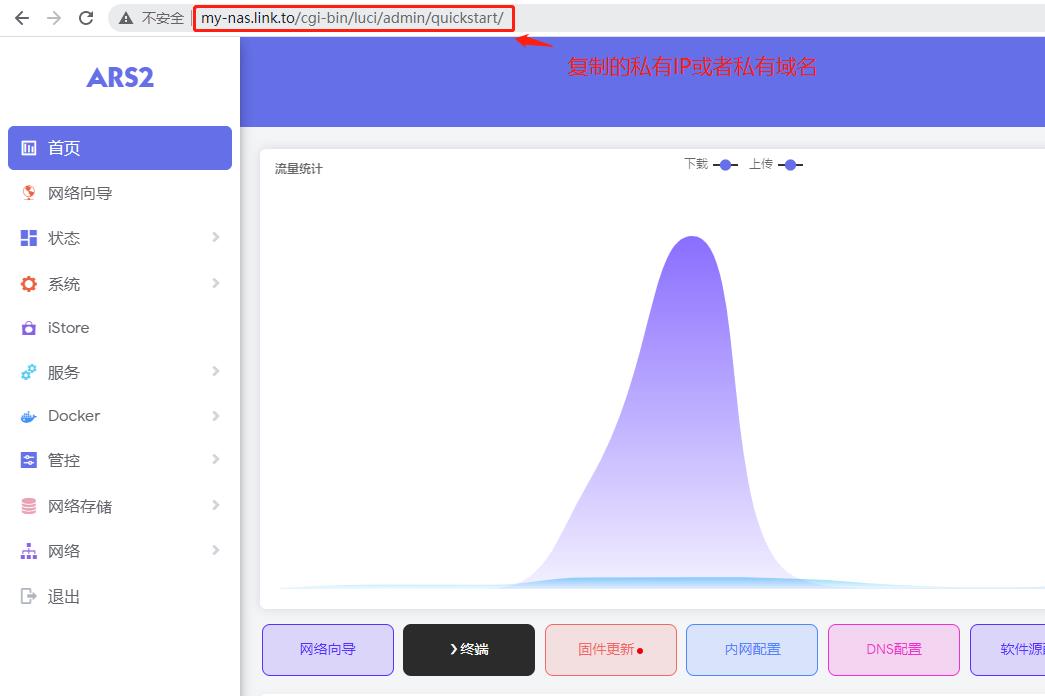 不安全 my-nas.link.to/cgi-bin/luci/admin/quickstart/
复制的私有IP或者私有域名
ARS2
首页
网络向导
状态
系统
iStore
服务
Docker
管控
网络存储
网络
退出
流量统计
下载 上传
网络向导 终端 固件更新 内网配置 DNS配置 软件源